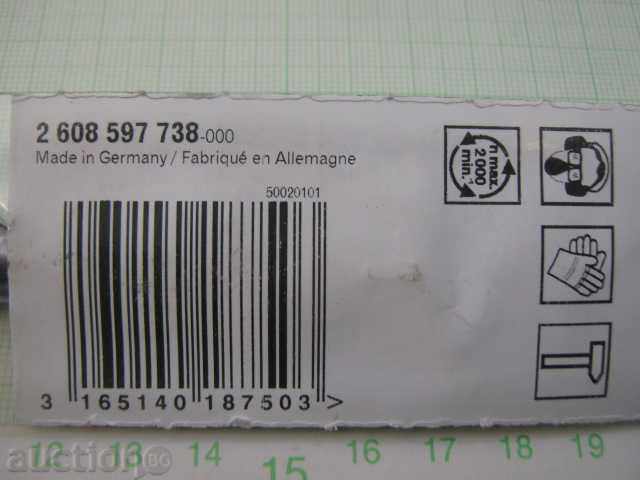 2 608 597 738-000
Made in Germany / Fabriqué en Allemagne
50020101
n max.
2 000
min.⁻¹
3 165140 187503 >
12 13 14 15 16 17 18 19
auction BG